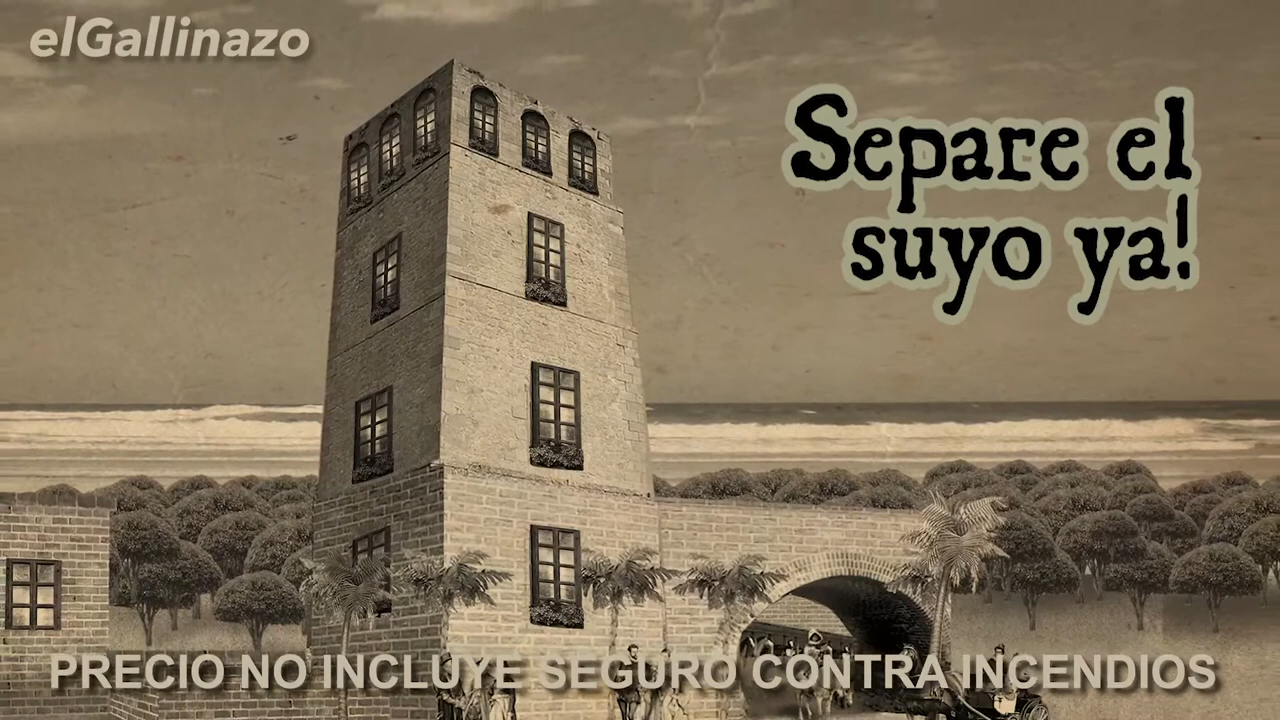 elGallinazo
Separe el
suyo ya!
PRECIO NO INCLUYE SEGURO CONTRA INCENDIOS